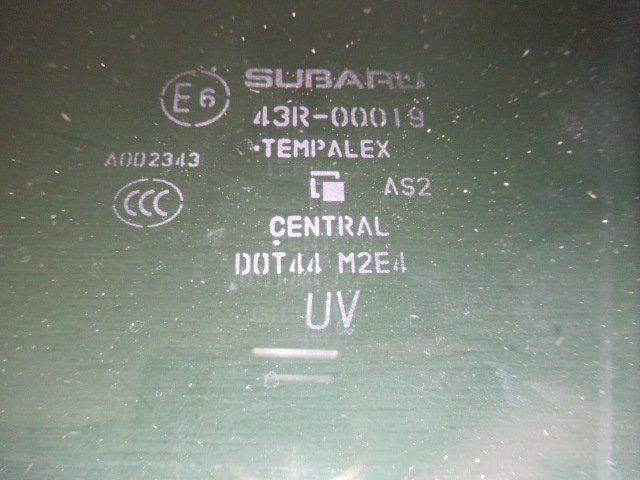 SUBARU
E6
43R-00019
TEMPALEX
A002343
AS2
CCC
CENTRAL
DOT44 M2E4
UV